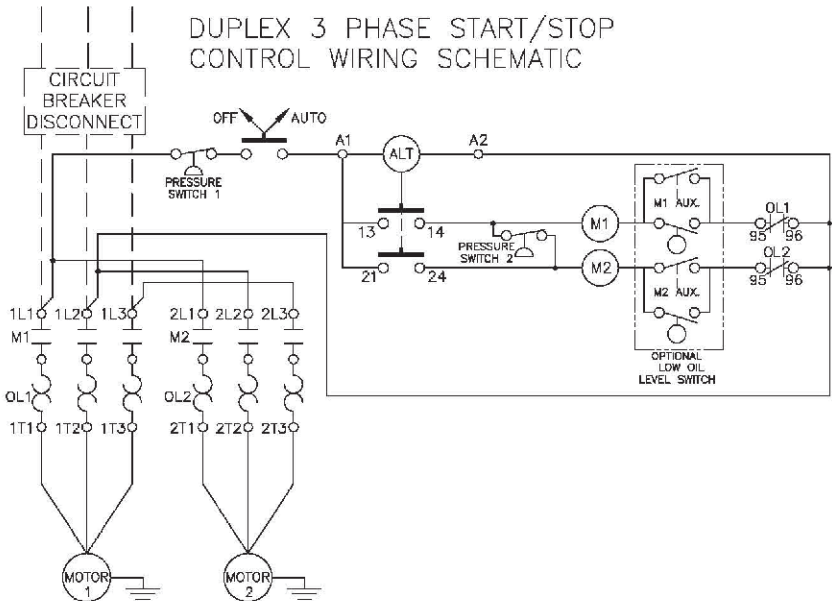 DUPLEX 3 PHASE START/STOP
CONTROL WIRING SCHEMATIC
CIRCUIT
BREAKER
DISCONNECT
OFF
AUTO
PRESSURE
SWITCH 1
A1
ALT
A2
13
14
PRESSURE
SWITCH 2
21
24
M1
M2
M1 AUX.
M2 AUX.
OPTIONAL
LOW OIL
LEVEL SWITCH
OL1
95 96
OL2
95 96
1L1 1L2 1L3
2L1 2L2 2L3
M1
M2
OL1
OL2
1T1 1T2 1T3
2T1 2T2 2T3
MOTOR
1
MOTOR
2